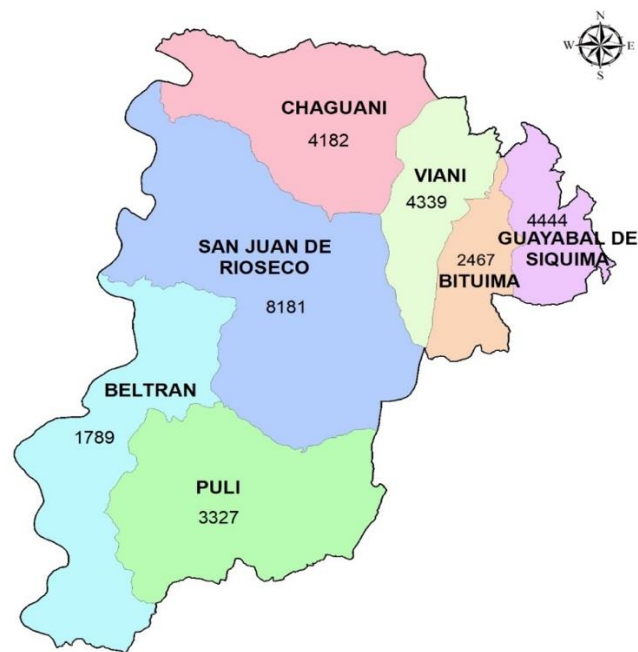 N
W E
S
CHAGUANI
4182
VIANI
4339
4444
GUAYABAL DE
SIQUIMA
SAN JUAN DE
RIOSECO
2467
BITUIMA
8181
BELTRAN
1789
PULI
3327